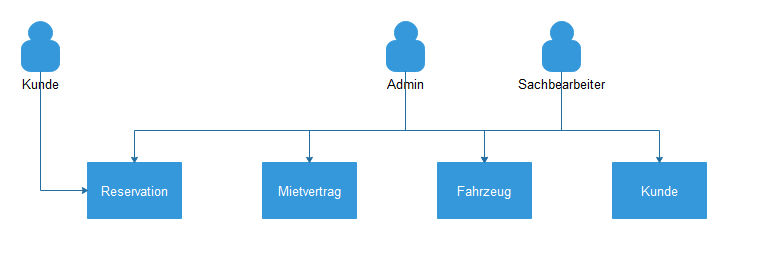 Kunde
Admin
Sachbearbeiter
Reservation
Mietvertrag
Fahrzeug
Kunde